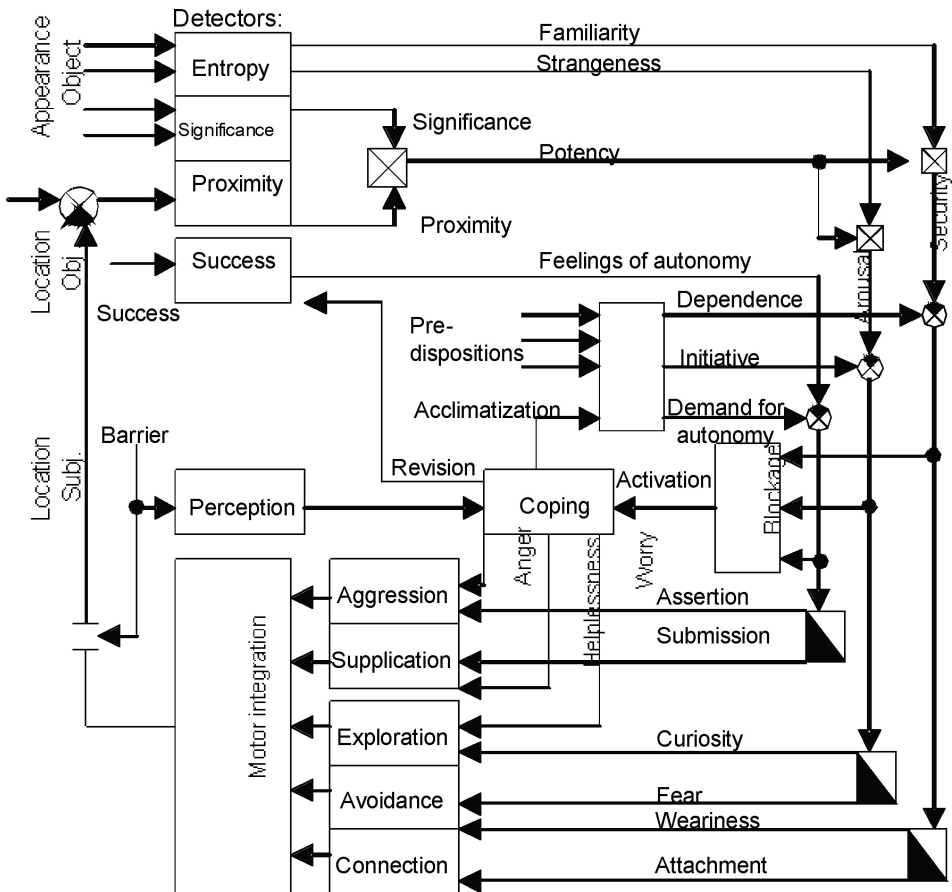 Detectors:
Appearance
Object
Entropy
Familiarity
Strangeness
Significance
Significance
Potency
Proximity
Proximity
Security
Arousal
Location
Obj.
Success
Feelings of autonomy
Success
Pre-
dispositions
Dependence
Initiative
Acclimatization
Demand for
autonomy
Location
Subj.
Barrier
Revision
Perception
Coping
Activation
Blockage
Anger
Helplessness
Worry
Motor integration
Aggression
Assertion
Supplication
Submission
Exploration
Curiosity
Avoidance
Fear
Weariness
Connection
Attachment